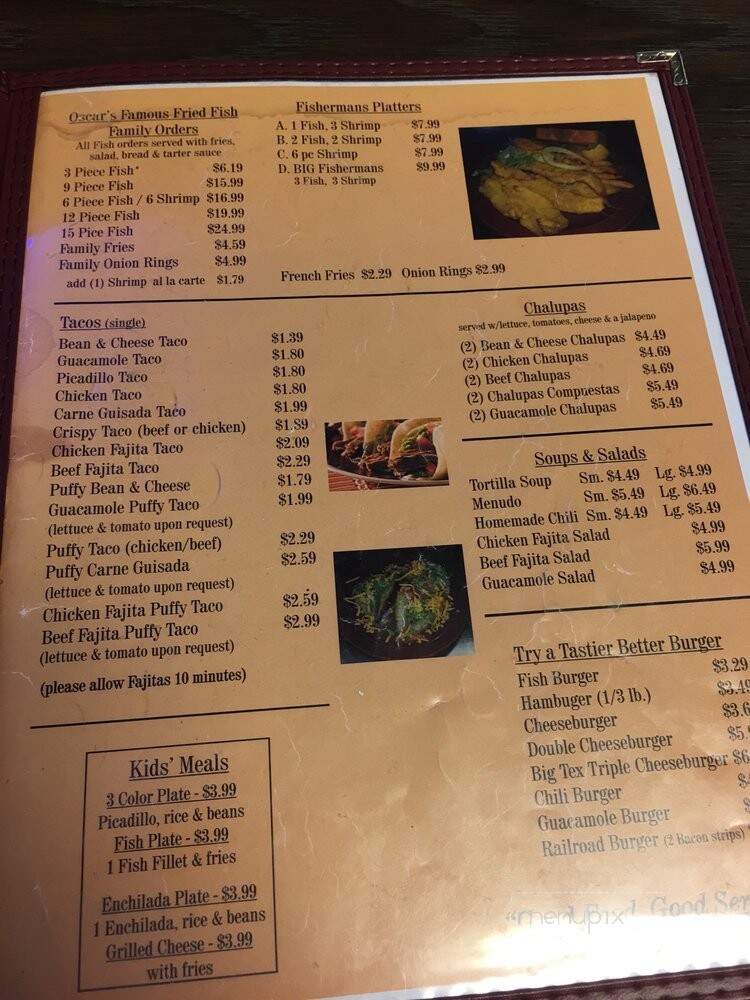 Oscar's Famous Fried Fish
Family Orders
All Fish orders served with fries,
salad, bread & tarter sauce
3 Piece Fish* $6.19
9 Piece Fish $15.99
6 Piece Fish / 6 Shrimp $16.99
12 Piece Fish $19.99
15 Pice Fish $24.99
Family Fries $4.59
Family Onion Rings $4.99
add (1) Shrimp al la carte $1.79
Fishermans Platters
A. 1 Fish, 3 Shrimp $7.99
B. 2 Fish, 2 Shrimp $7.99
C. 6 pc Shrimp $7.99
D. BIG Fishermans $9.99
3 Fish, 3 Shrimp
French Fries $2.29 Onion Rings $2.99
Tacos (single)
Bean & Cheese Taco $1.39
Guacamole Taco $1.80
Picadillo Taco $1.80
Chicken Taco $1.80
Carne Guisada Taco $1.99
Crispy Taco (beef or chicken) $1.89
Chicken Fajita Taco $2.09
Beef Fajita Taco $2.29
Puffy Bean & Cheese $1.79
Guacamole Puffy Taco $1.99
(lettuce & tomato upon request)
Puffy Taco (chicken/beef) $2.29
Puffy Carne Guisada $2.59
(lettuce & tomato upon request)
Chicken Fajita Puffy Taco $2.59
Beef Fajita Puffy Taco $2.99
(lettuce & tomato upon request)
(please allow Fajitas 10 minutes)
Chalupas
served w/lettuce, tomatoes, cheese & a jalapeno
(2) Bean & Cheese Chalupas $4.49
(2) Chicken Chalupas $4.69
(2) Beef Chalupas $4.69
(2) Chalupas Compuestas $5.49
(2) Guacamole Chalupas $5.49
Soups & Salads
Tortilla Soup Sm. $4.49 Lg. $4.99
Menudo Sm. $5.49 Lg. $6.49
Homemade Chili Sm. $4.49 Lg. $5.49
Chicken Fajita Salad $4.99
Beef Fajita Salad $5.99
Guacamole Salad $4.99
Try a Tastier Better Burger
Fish Burger $3.29
Hambuger (1/3 lb.) $3.49
Cheeseburger $3.6
Double Cheeseburger $5.
Big Tex Triple Cheeseburger $6
Chili Burger
Guacamole Burger
Railroad Burger (2 Bacon strips)
Kids' Meals
3 Color Plate - $3.99
Picadillo, rice & beans
Fish Plate - $3.99
1 Fish Fillet & fries
Enchilada Plate - $3.99
1 Enchilada, rice & beans
Grilled Cheese - $3.99
with fries
Good Ser
menupix